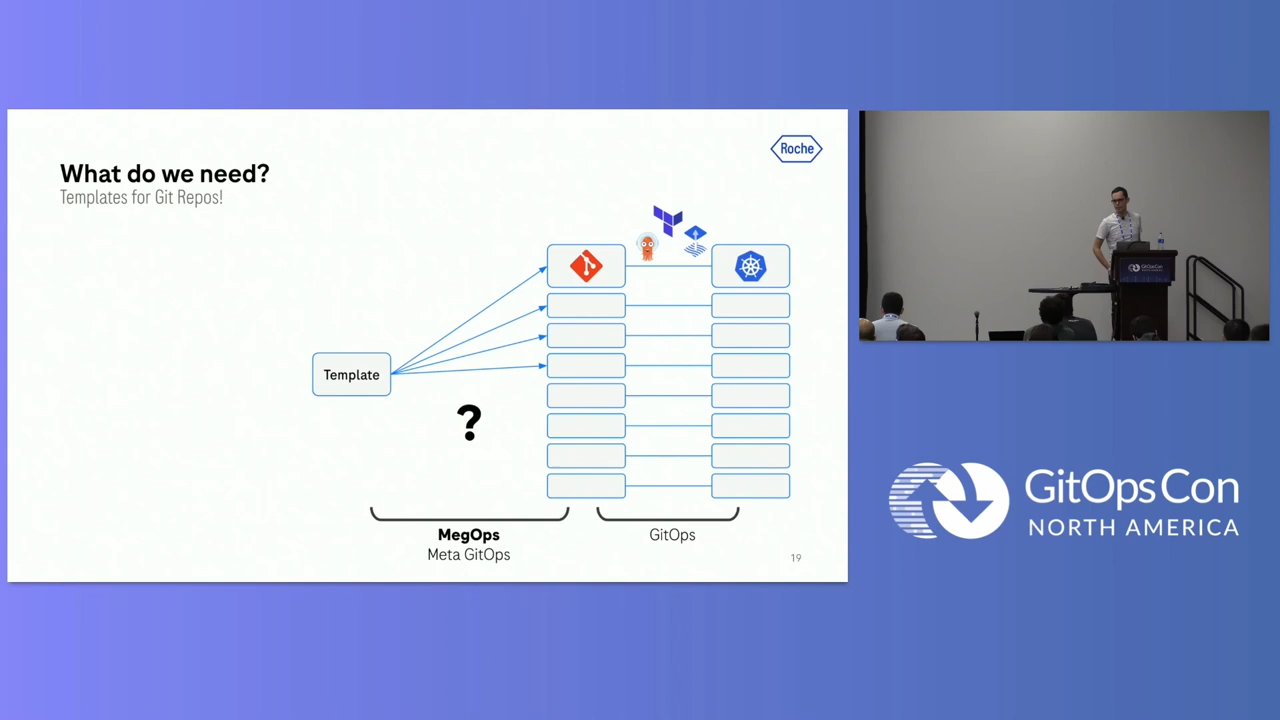 Roche
What do we need?
Templates for Git Repos!
Template
?
MegOps
Meta GitOps
GitOps
19
GitOpsCon
NORTH AMERICA